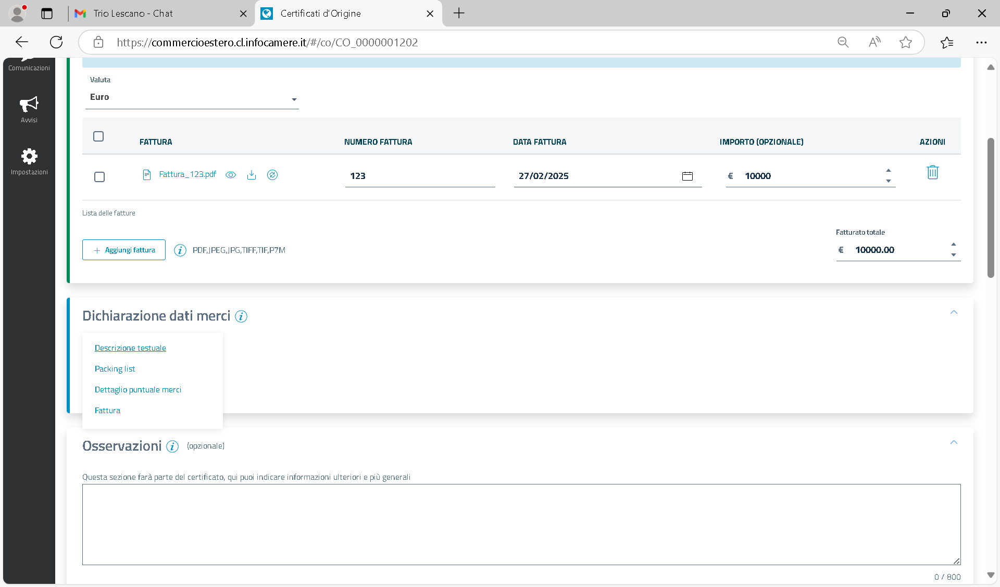 Trio Lescano - Chat
Certificati d'Origine
https://commercioestero.cl.infocamere.it/#/co/CO_0000001202
Comunicazioni
Avvisi
Impostazioni
Valuta
Euro
FATTURA NUMERO FATTURA DATA FATTURA IMPORTO (OPZIONALE) AZIONI
Fattura_123.pdf 123 27/02/2025 € 10000
Lista delle fatture
Fatturato totale
€ 10000.00
+ Aggiungi fattura i PDF,JPEG,JPG,TIFF,TIF,P7M
Dichiarazione dati merci i
Descrizione testuale
Packing list
Dettaglio puntuale merci
Fattura
Osservazioni i (opzionale)
Questa sezione farà parte del certificato, qui puoi indicare informazioni ulteriori e più generali
0 / 800